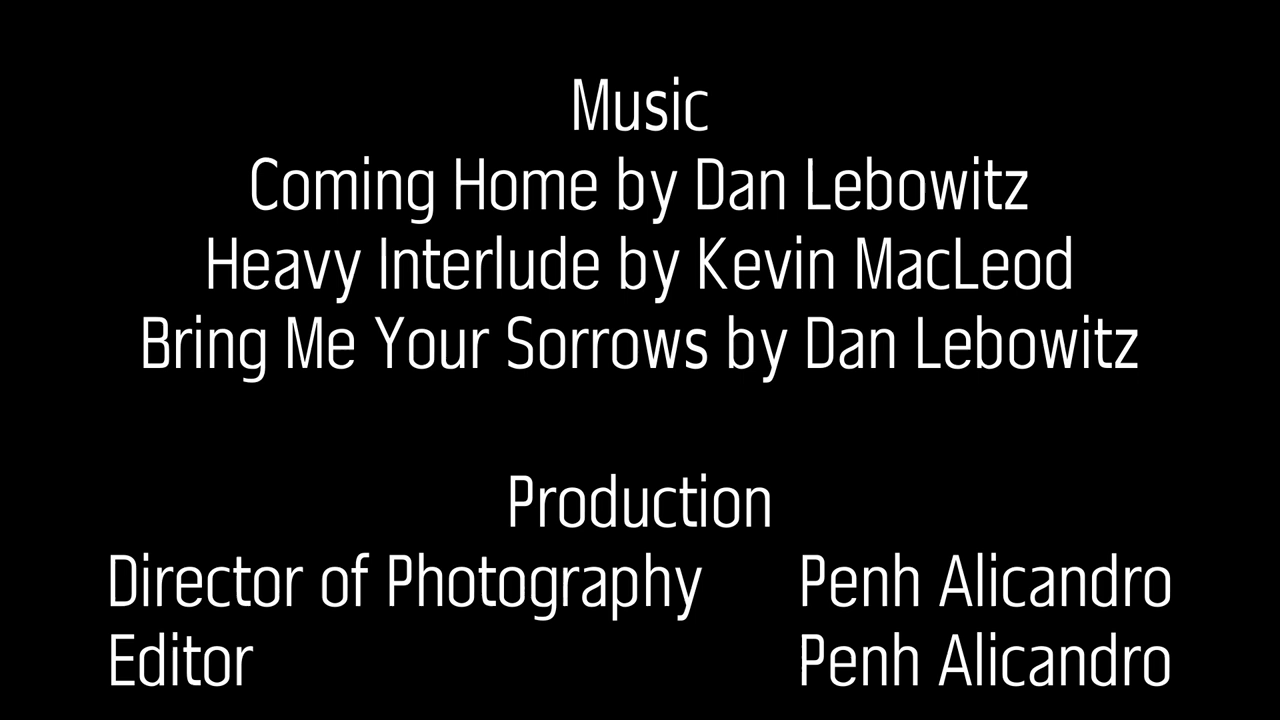 Music
Coming Home by Dan Lebowitz
Heavy Interlude by Kevin MacLeod
Bring Me Your Sorrows by Dan Lebowitz
Production
Director of Photography Penh Alicandro
Editor Penh Alicandro